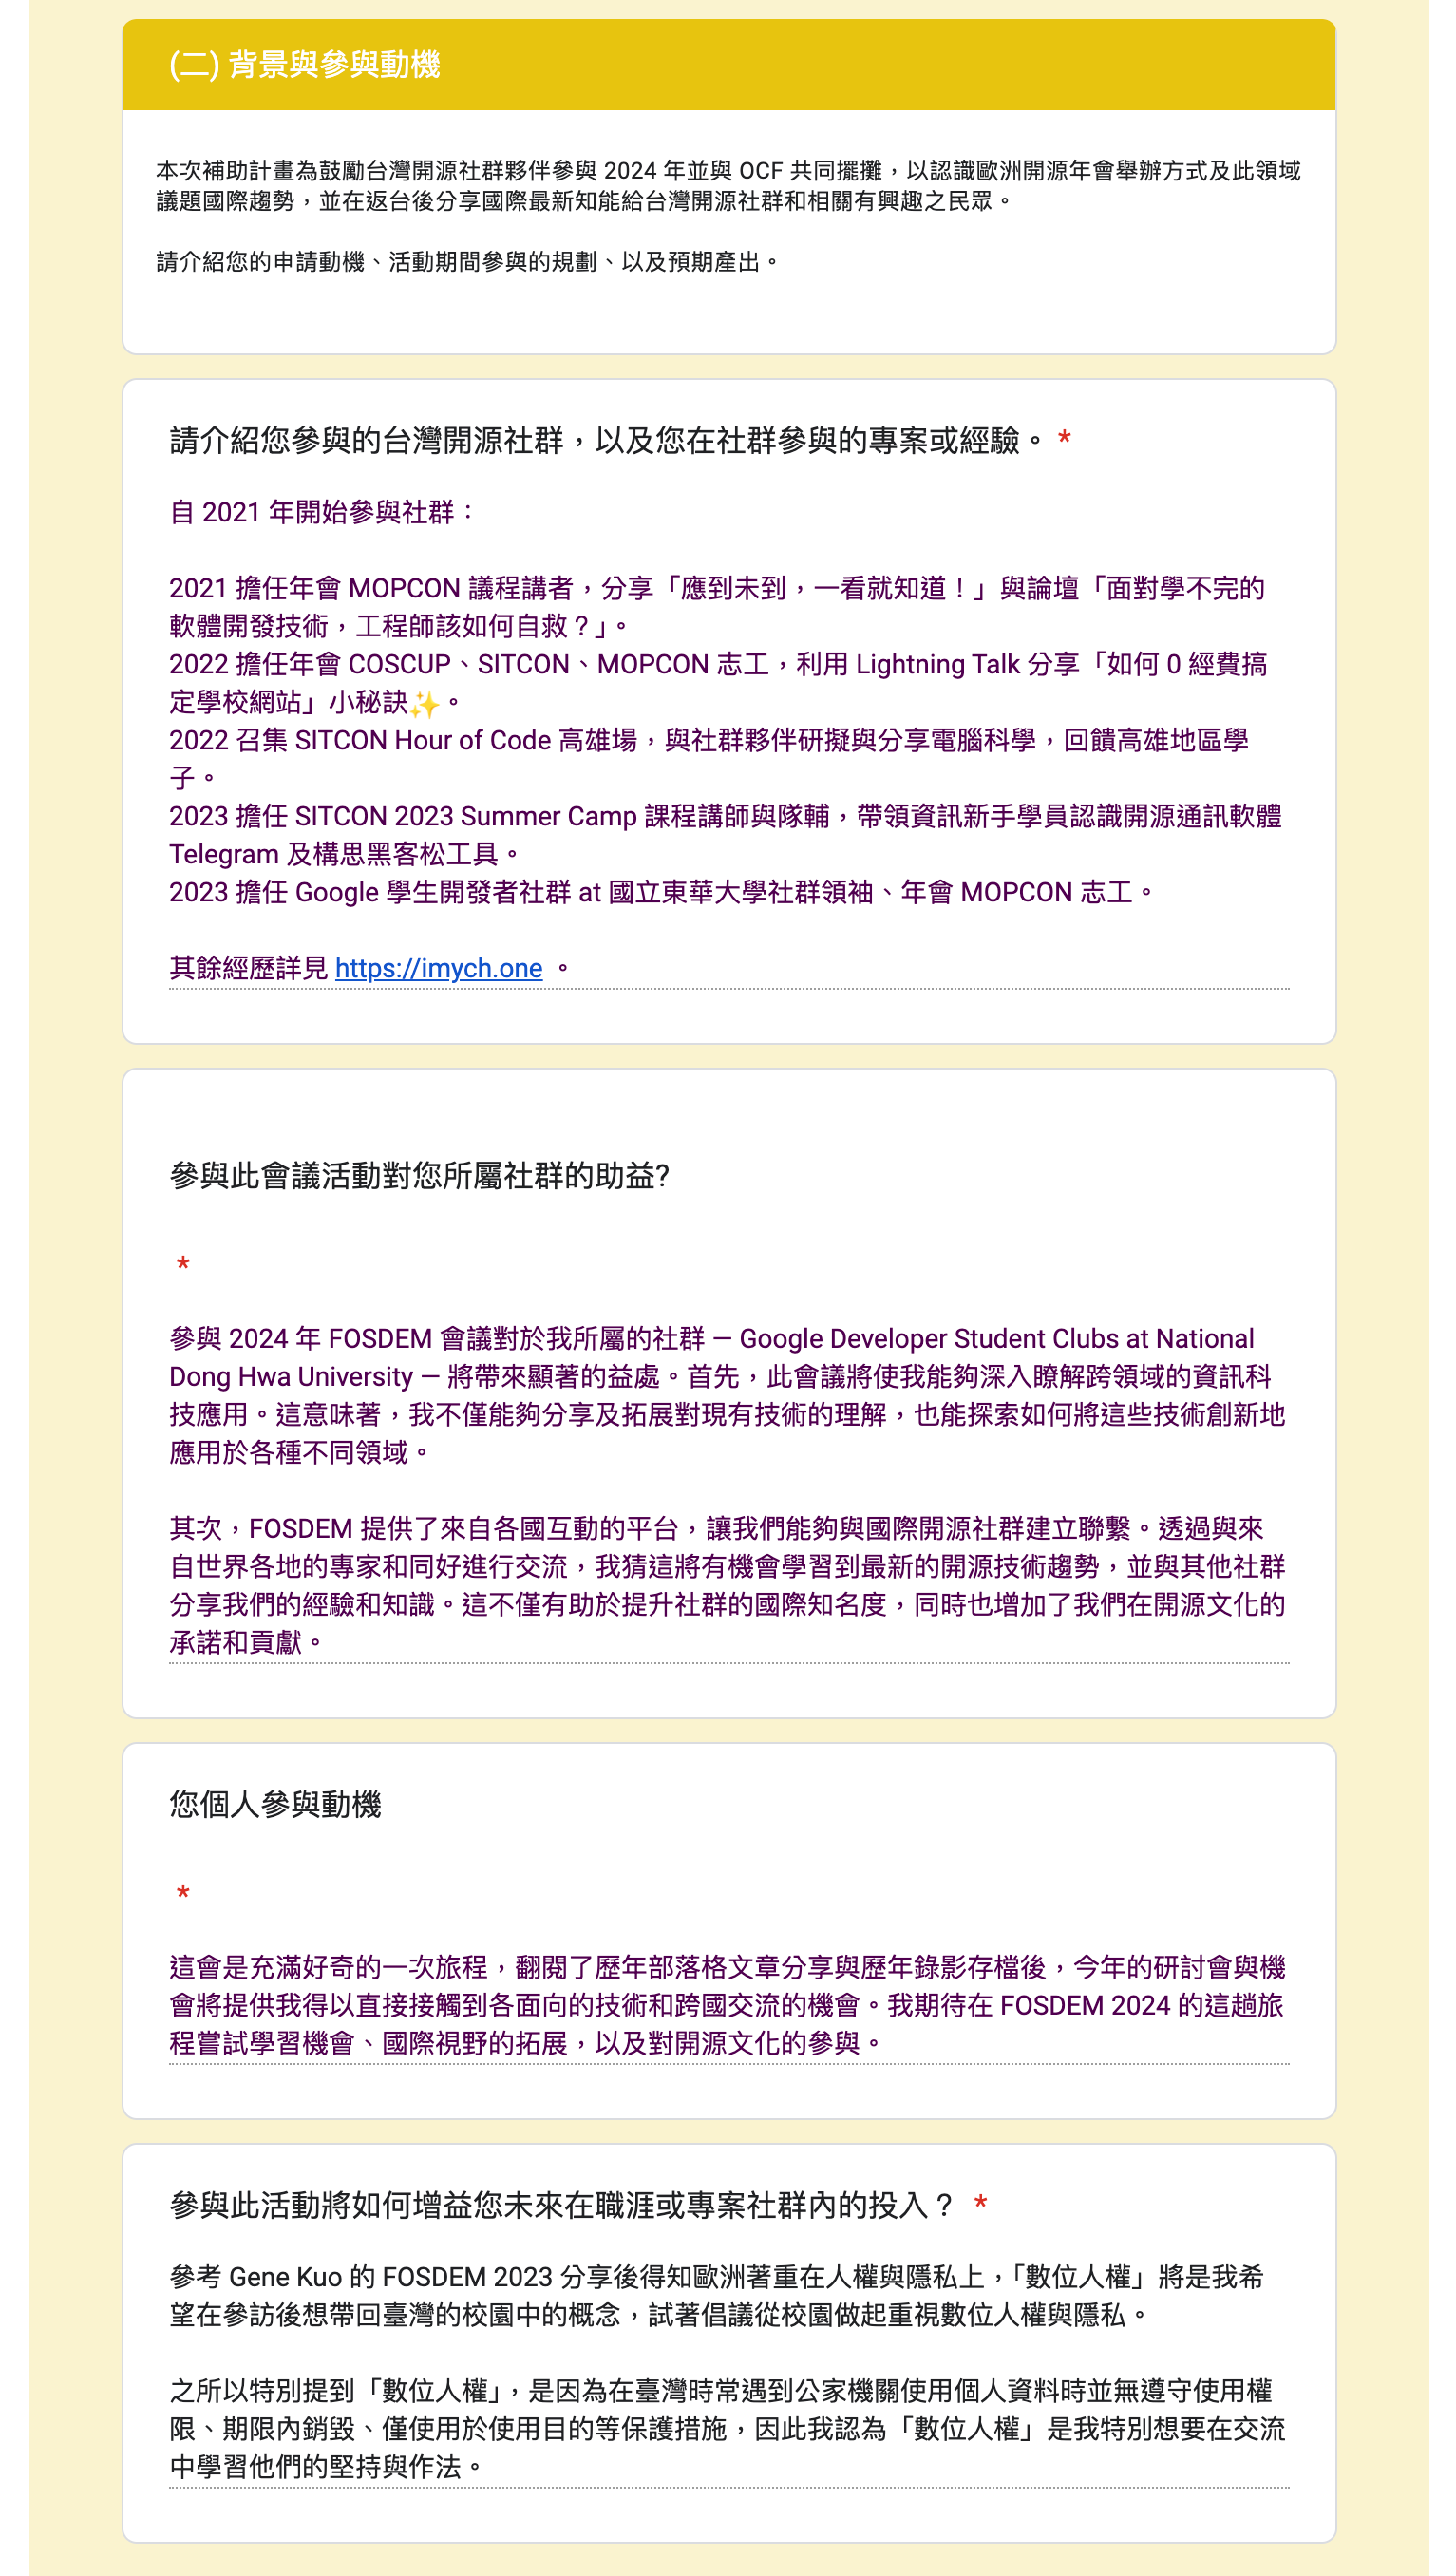 (二) 背景與參與動機
本次補助計畫為鼓勵台灣開源社群夥伴參與 2024 年並與 OCF 共同擺攤，以認識歐洲開源年會舉辦方式及此領域
議題國際趨勢，並在返台後分享國際最新知能給台灣開源社群和相關有興趣之民眾。
請介紹您的申請動機、活動期間參與的規劃、以及預期產出。
請介紹您參與的台灣開源社群，以及您在社群參與的專案或經驗。 *
自 2021 年開始參與社群：
2021 擔任年會 MOPCON 議程講者，分享「應到未到，一看就知道！」與論壇「面對學不完的
軟體開發技術，工程師該如何自救？」。
2022 擔任年會 COSCUP、SITCON、MOPCON 志工，利用 Lightning Talk 分享「如何 0 經費搞
定學校網站」小秘訣✨。
2022 召集 SITCON Hour of Code 高雄場，與社群夥伴研擬與分享電腦科學，回饋高雄地區學
子。
2023 擔任 SITCON 2023 Summer Camp 課程講師與隊輔，帶領資訊新手學員認識開源通訊軟體
Telegram 及構思黑客松工具。
2023 擔任 Google 學生開發者社群 at 國立東華大學社群領袖、年會 MOPCON 志工。
其餘經歷詳見 https://imych.one 。
參與此會議活動對您所屬社群的助益?
*
參與 2024 年 FOSDEM 會議對於我所屬的社群 — Google Developer Student Clubs at National
Dong Hwa University — 將帶來顯著的益處。首先，此會議將使我能夠深入瞭解跨領域的資訊科
技應用。這意味著，我不僅能夠分享及拓展對現有技術的理解，也能探索如何將這些技術創新地
應用於各種不同領域。
其次，FOSDEM 提供了來自各國互動的平台，讓我們能夠與國際開源社群建立聯繫。透過與來
自世界各地的專家和同好進行交流，我猜這將有機會學習到最新的開源技術趨勢，並與其他社群
分享我們的經驗和知識。這不僅有助於提升社群的國際知名度，同時也增加了我們在開源文化的
承諾和貢獻。
您個人參與動機
*
這會是充滿好奇的一次旅程，翻閱了歷年部落格文章分享與歷年錄影存檔後，今年的研討會與機
會將提供我得以直接接觸到各面向的技術和跨國交流的機會。我期待在 FOSDEM 2024 的這趟旅
程嘗試學習機會、國際視野的拓展，以及對開源文化的參與。
參與此活動將如何增益您未來在職涯或專案社群內的投入？ *
參考 Gene Kuo 的 FOSDEM 2023 分享後得知歐洲著重在人權與隱私上，「數位人權」將是我希
望在參訪後想帶回臺灣的校園中的概念，試著倡議從校園做起重視數位人權與隱私。
之所以特別提到「數位人權」，是因為在臺灣時常遇到公家機關使用個人資料時並無遵守使用權
限、期限內銷毀、僅使用於使用目的等保護措施，因此我認為「數位人權」是我特別想要在交流
中學習他們的堅持與作法。